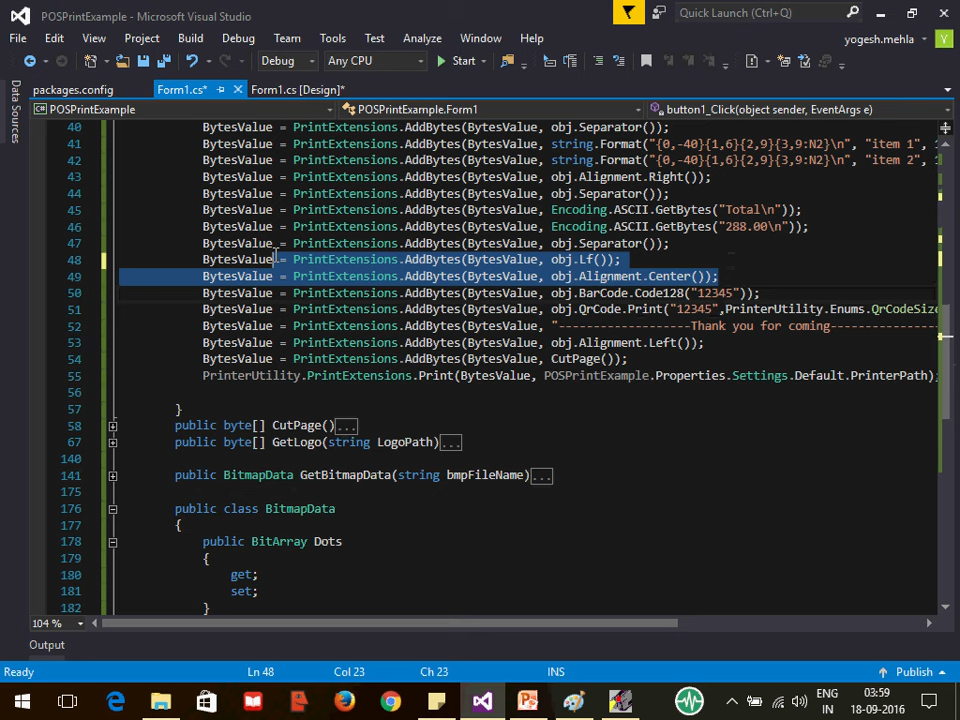 POSPrintExample - Microsoft Visual Studio
Quick Launch (Ctrl+Q)
File Edit View Project Build Debug Team Tools Test Analyze Window Help
yogesh.mehla Y
Debug Any CPU Start
Data Sources
packages.config Form1.cs* Form1.cs [Design]*
C# POSPrintExample POSPrintExample.Form1 button1_Click(object sender, EventArgs e)
40 BytesValue = PrintExtensions.AddBytes(BytesValue, obj.Separator());
41 BytesValue = PrintExtensions.AddBytes(BytesValue, string.Format("{0,-40}{1,6}{2,9}{3,9:N2}\n", "item 1", 1
42 BytesValue = PrintExtensions.AddBytes(BytesValue, string.Format("{0,-40}{1,6}{2,9}{3,9:N2}\n", "item 2", 1
43 BytesValue = PrintExtensions.AddBytes(BytesValue, obj.Alignment.Right());
44 BytesValue = PrintExtensions.AddBytes(BytesValue, obj.Separator());
45 BytesValue = PrintExtensions.AddBytes(BytesValue, Encoding.ASCII.GetBytes("Total\n"));
46 BytesValue = PrintExtensions.AddBytes(BytesValue, Encoding.ASCII.GetBytes("288.00\n"));
47 BytesValue = PrintExtensions.AddBytes(BytesValue, obj.Separator());
48 BytesValue = PrintExtensions.AddBytes(BytesValue, obj.Lf());
49 BytesValue = PrintExtensions.AddBytes(BytesValue, obj.Alignment.Center());
50 BytesValue = PrintExtensions.AddBytes(BytesValue, obj.BarCode.Code128("12345"));
51 BytesValue = PrintExtensions.AddBytes(BytesValue, obj.QrCode.Print("12345",PrinterUtility.Enums.QrCodeSize
52 BytesValue = PrintExtensions.AddBytes(BytesValue, "-------------------Thank you for coming---------------
53 BytesValue = PrintExtensions.AddBytes(BytesValue, obj.Alignment.Left());
54 BytesValue = PrintExtensions.AddBytes(BytesValue, CutPage());
55 PrinterUtility.PrintExtensions.Print(BytesValue, POSPrintExample.Properties.Settings.Default.PrinterPath);
56
57 }
58 public byte[] CutPage()...
67 public byte[] GetLogo(string LogoPath)...
140
141 public BitmapData GetBitmapData(string bmpFileName)...
175
176 public class BitmapData
177 {
178 public BitArray Dots
179 {
180 get;
181 set;
182 }
104 %
Output
Ready Ln 48 Col 23 Ch 23 INS Publish
ENG 03:59
IN 18-09-2016